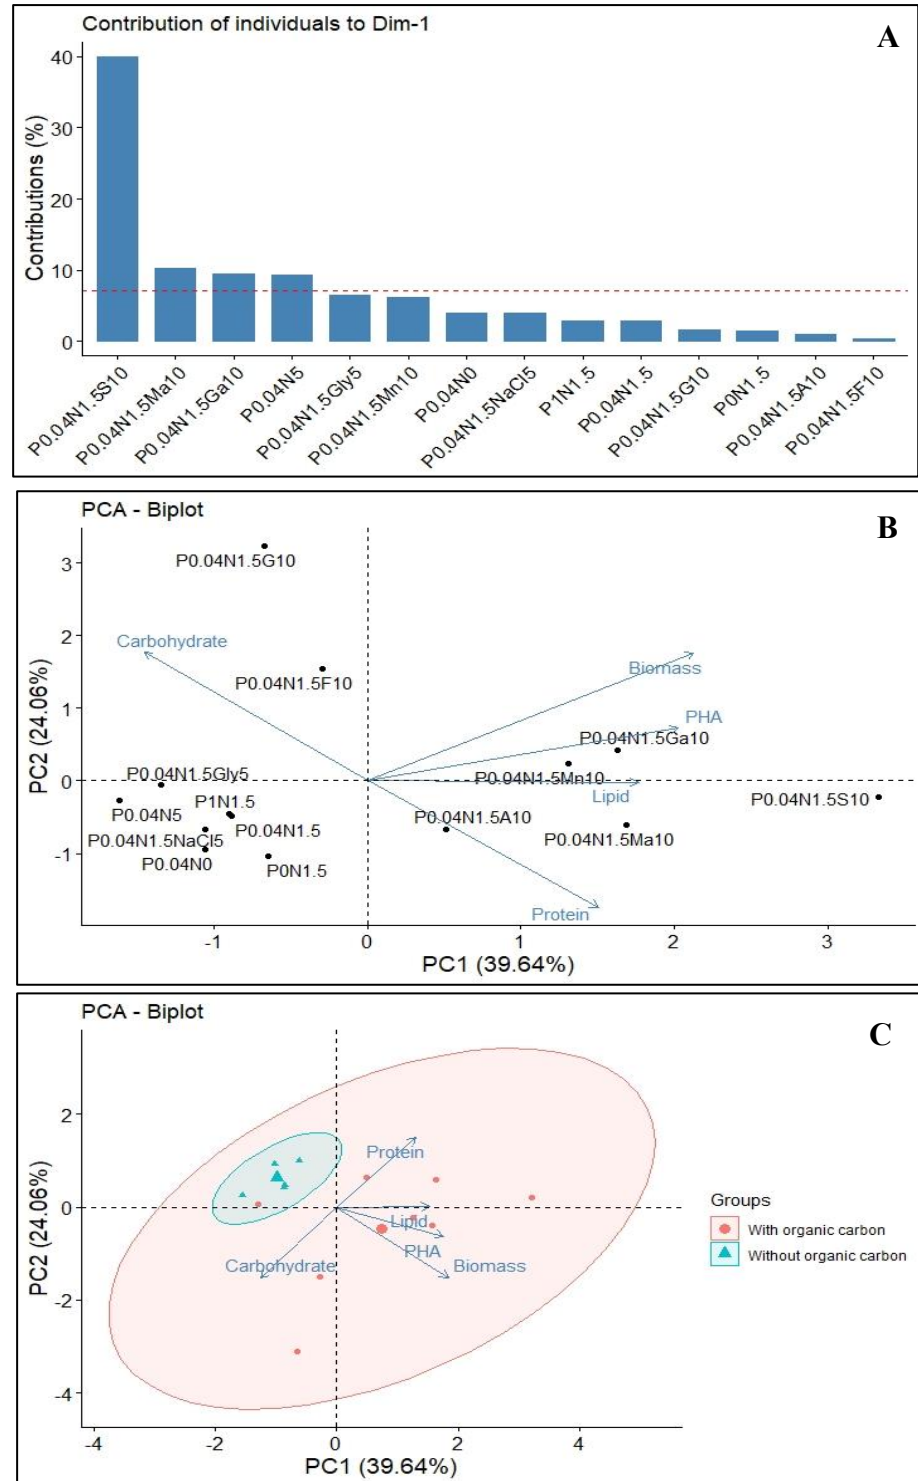 Contribution of individuals to Dim-1
A
Contributions (%)
40
30
20
10
0
P0.04N1.5S10
P0.04N1.5Ma10
P0.04N1.5Ga10
P0.04N5
P0.04N1.5Gly5
P0.04N1.5Mn10
P0.04N0
P0.04N1.5NaCl5
P1N1.5
P0.04N1.5
P0.04N1.5G10
P0N1.5
P0.04N1.5A10
P0.04N1.5F10
PCA - Biplot
B
PC2 (24.06%)
3
2
1
0
-1
P0.04N1.5G10
Carbohydrate
P0.04N1.5F10
Biomass
PHA
P0.04N1.5Ga10
P0.04N1.5Gly5
P0.04N1.5Mn10
Lipid
P0.04N1.5S10
P1N1.5
P0.04N5
P0.04N1.5
P0.04N1.5A10
P0.04N1.5NaCl5
P0.04N1.5Ma10
P0.04N0
P0N1.5
Protein
-1 0 1 2 3
PC1 (39.64%)
PCA - Biplot
C
PC2 (24.06%)
2
0
-2
-4
Protein
Lipid
PHA
Carbohydrate
Biomass
Groups
With organic carbon
Without organic carbon
-4 -2 0 2 4
PC1 (39.64%)